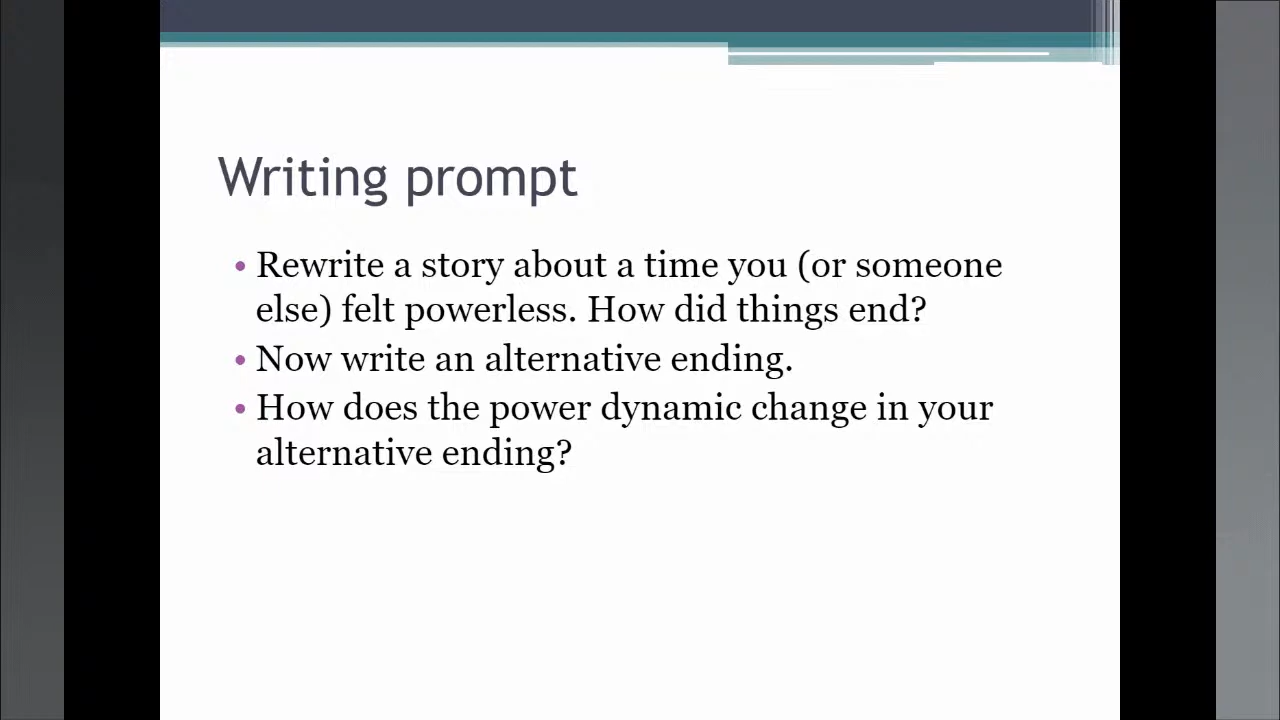 Writing prompt
• Rewrite a story about a time you (or someone
else) felt powerless. How did things end?
• Now write an alternative ending.
• How does the power dynamic change in your
alternative ending?